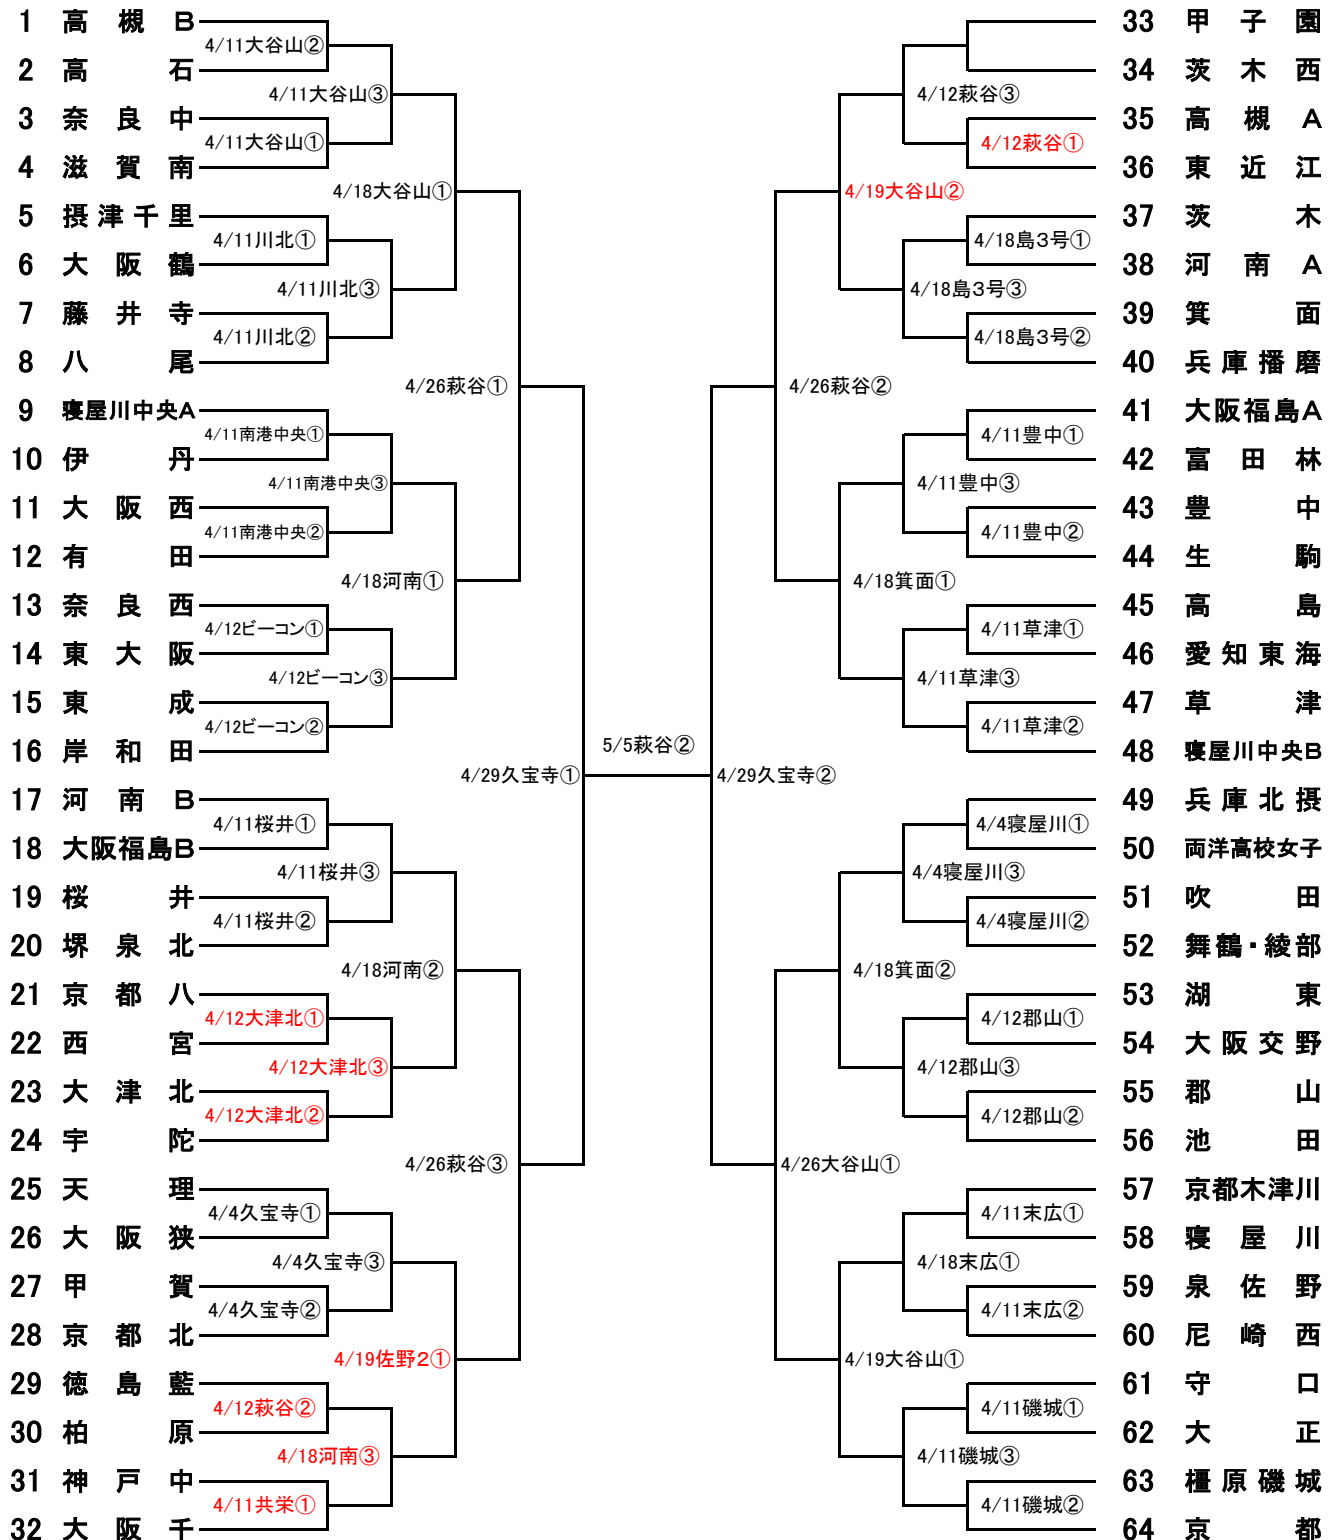 1 高槻B
4/11大谷山②
2 高石
4/11大谷山③
3 奈良中
4/11大谷山①
4 滋賀南
4/18大谷山①
5 摂津千里
4/11川北①
6 大阪鶴
4/11川北③
7 藤井寺
4/11川北②
8 八尾
4/26萩谷①
9 寝屋川中央A
4/11南港中央①
10 伊丹
4/11南港中央③
11 大阪西
4/11南港中央②
12 有田
4/18河南①
13 奈良西
4/12ビーコン①
14 東大阪
4/12ビーコン③
15 東成
4/12ビーコン②
16 岸和田
4/29久宝寺①
17 河南B
4/11桜井①
18 大阪福島B
4/11桜井③
19 桜井
4/11桜井②
20 堺泉北
4/18河南②
21 京都八
4/12大津北①
22 西宮
4/12大津北③
23 大津北
4/12大津北②
24 宇陀
4/26萩谷③
25 天理
4/4久宝寺①
26 大阪狭
4/4久宝寺③
27 甲賀
4/4久宝寺②
28 京都北
4/19佐野2①
29 徳島藍
4/12萩谷②
30 柏原
4/18河南③
31 神戸中
4/11共栄①
32 大阪千
5/5萩谷②
33 甲子園
34 茨木西
4/12萩谷③
35 高槻A
4/12萩谷①
36 東近江
4/19大谷山②
37 茨木
4/18島3号①
38 河南A
4/18島3号③
39 箕面
4/18島3号②
40 兵庫播磨
4/26萩谷②
41 大阪福島A
4/11豊中①
42 富田林
4/11豊中③
43 豊中
4/11豊中②
44 生駒
4/18箕面①
45 高島
4/11草津①
46 愛知東海
4/11草津③
47 草津
4/11草津②
48 寝屋川中央B
4/29久宝寺②
49 兵庫北摂
4/4寝屋川①
50 両洋高校女子
4/4寝屋川③
51 吹田
4/4寝屋川②
52 舞鶴・綾部
4/18箕面②
53 湖東
4/12郡山①
54 大阪交野
4/12郡山③
55 郡山
4/12郡山②
56 池田
4/26大谷山①
57 京都木津川
4/11末広①
58 寝屋川
4/18末広①
59 泉佐野
4/11末広②
60 尼崎西
4/19大谷山①
61 守口
4/11磯城①
62 大正
4/11磯城③
63 橿原磯城
4/11磯城②
64 京都